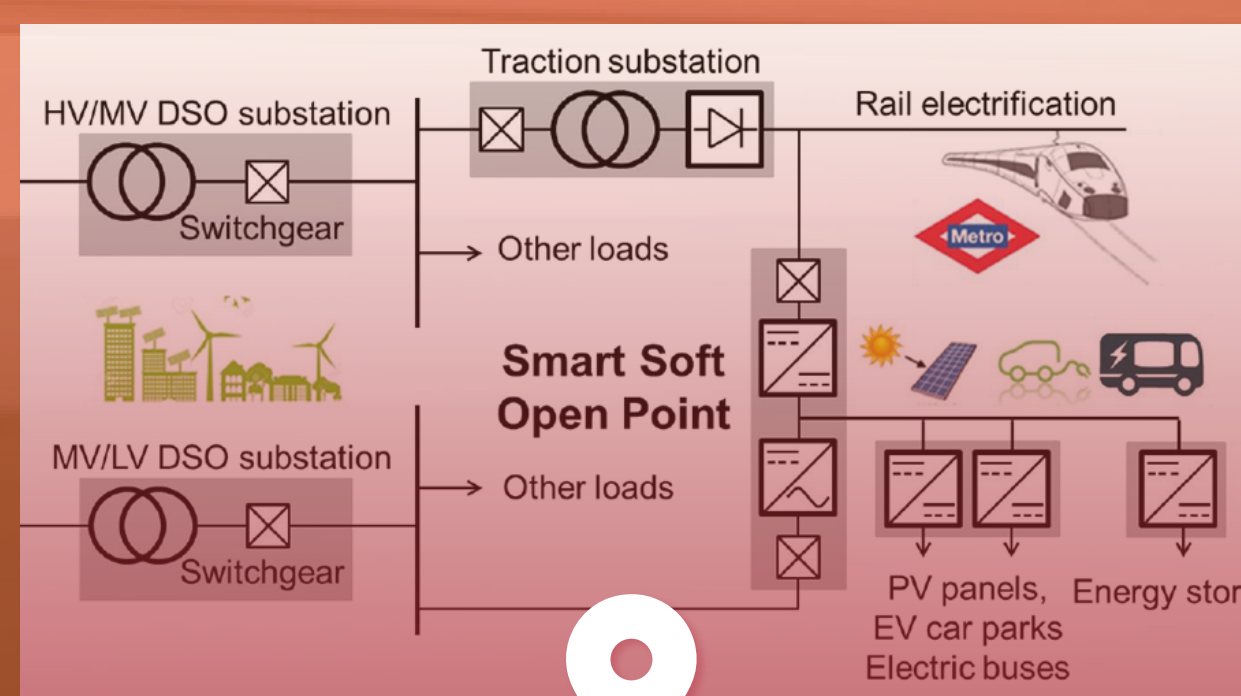 Traction substation
HV/MV DSO substation
Rail electrification
Switchgear
Metro
Other loads
Smart Soft
Open Point
MV/LV DSO substation
Other loads
Switchgear
PV panels,
EV car parks
Electric buses
Energy stor